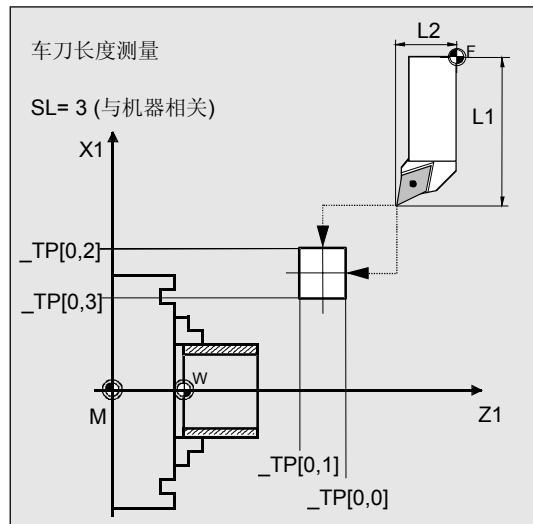 车刀长度测量
SL= 3 (与机器相关)
L2
F
L1
X1
_TP[0,2]
_TP[0,3]
W
M
Z1
_TP[0,1]
_TP[0,0]